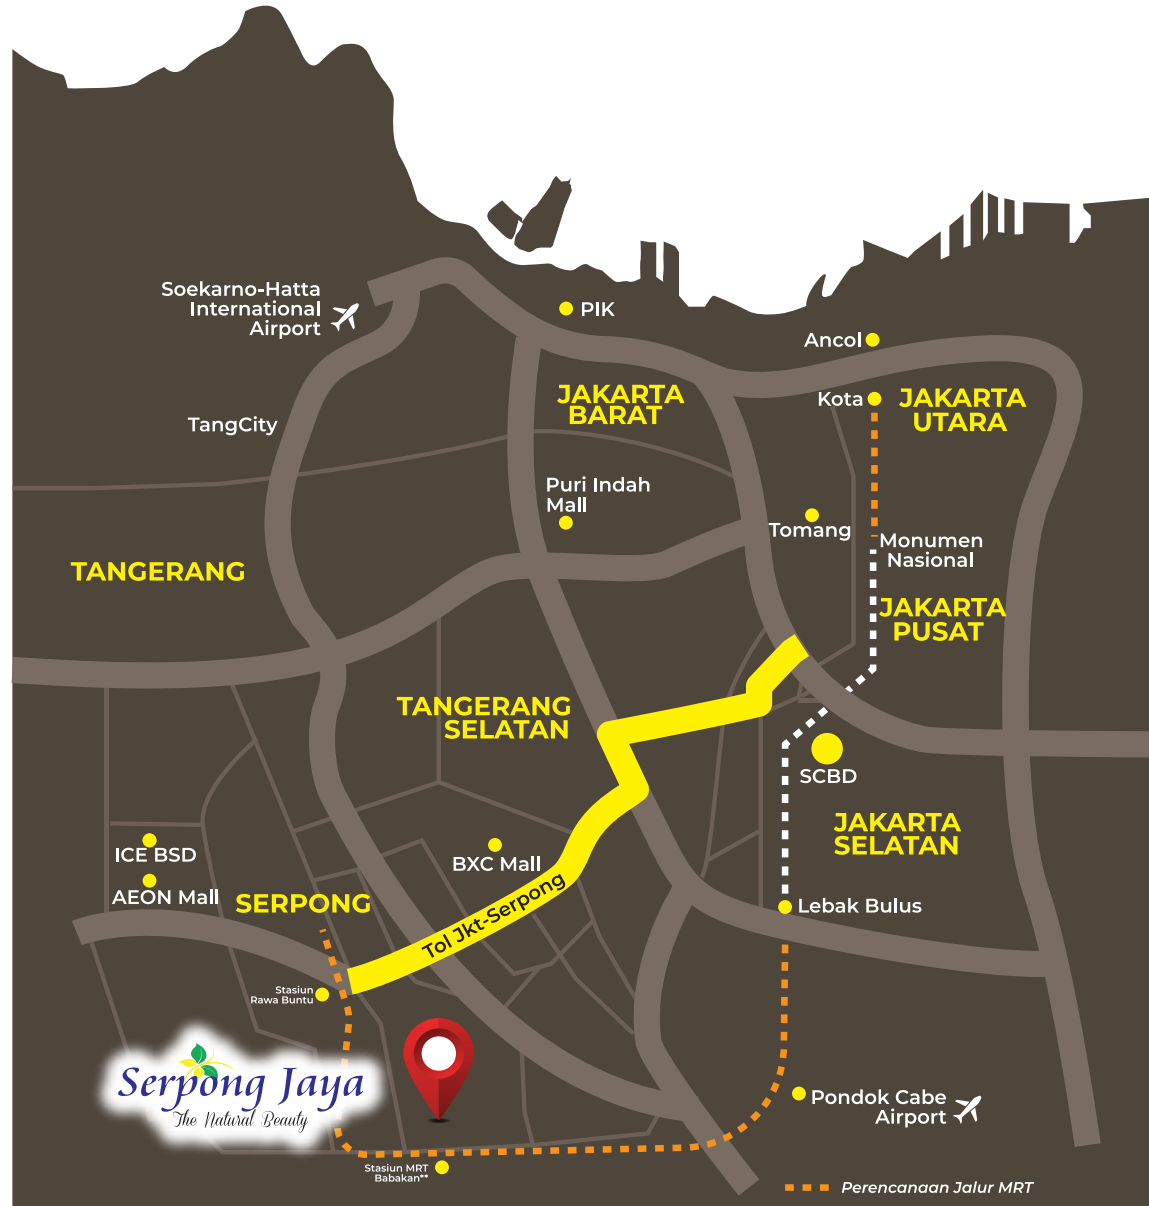 Soekarno-Hatta
International
Airport
PIK
Ancol
Kota
JAKARTA
BARAT
JAKARTA
UTARA
TangCity
Puri Indah
Mall
Tomang
Monumen
Nasional
TANGERANG
JAKARTA
PUSAT
TANGERANG
SELATAN
SCBD
JAKARTA
SELATAN
ICE BSD
AEON Mall
BXC Mall
SERPONG
Tol Jkt-Serpong
Lebak Bulus
Stasiun
Rawa Buntu
Serpong Jaya
The Natural Beauty
Pondok Cabe
Airport
Stasiun MRT
Babakan**
Perencanaan Jalur MRT